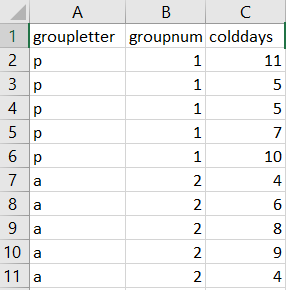 A B C
1 groupletter groupnum colddays
2 p 1 11
3 p 1 5
4 p 1 5
5 p 1 7
6 p 1 10
7 a 2 4
8 a 2 6
9 a 2 8
10 a 2 9
11 a 2 4